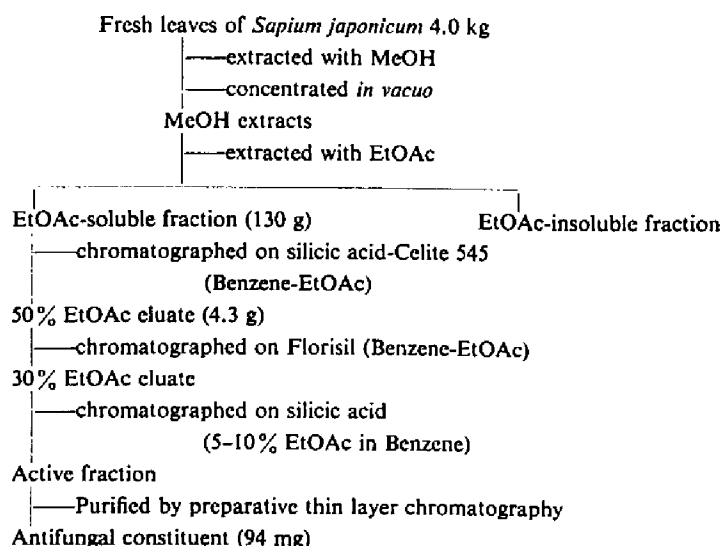 Fresh leaves of Sapium japonicum 4.0 kg
extracted with MeOH
concentrated in vacuo
MeOH extracts
extracted with EtOAc
EtOAc-soluble fraction (130 g) EtOAc-insoluble fraction
chromatographed on silicic acid-Celite 545
(Benzene-EtOAc)
50% EtOAc eluate (4.3 g)
chromatographed on Florisil (Benzene-EtOAc)
30% EtOAc eluate
chromatographed on silicic acid
(5-10% EtOAc in Benzene)
Active fraction
Purified by preparative thin layer chromatography
Antifungal constituent (94 mg)